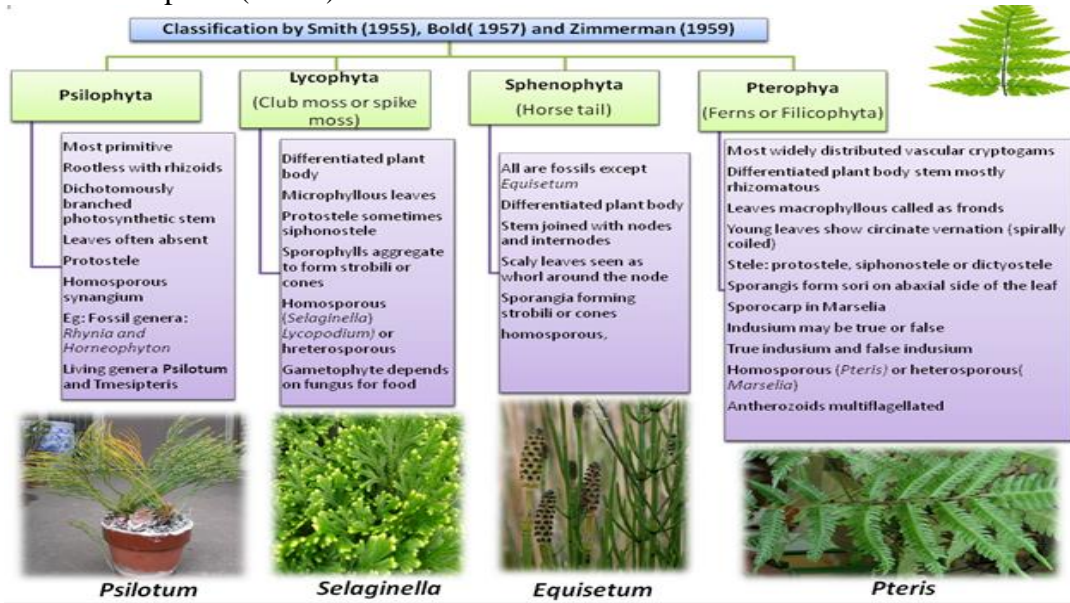 Classification by Smith (1955), Bold( 1957) and Zimmerman (1959)
Psilophyta
Most primitive
Rootless with rhizoids
Dichotomously
branched
photosynthetic stem
Leaves often absent
Protostele
Homosporous
synangium
Eg: Fossil genera:
Rhynia and
Horneophyton
Living genera Psilotum
and Tmesipteris
Psilotum
Lycophyta
(Club moss or spike
moss)
Differentiated plant
body
Microphyllous leaves
Protostele sometimes
siphonostele
Sporophylls aggregate
to form strobili or
cones
Homosporous
(Selaginella)
Lycopodium) or
hreterosporous
Gametophyte depends
on fungus for food
Selaginella
Sphenophyta
(Horse tail)
All are fossils except
Equisetum
Differentiated plant body
Stem joined with nodes
and internodes
Scaly leaves seen as
whorl around the node
Sporangia forming
strobili or cones
homosporous,
Equisetum
Pterophya
(Ferns or Filicophyta)
Most widely distributed vascular cryptogams
Differentiated plant body stem mostly
rhizomatous
Leaves macrophyllous called as fronds
Young leaves show circinate vernation (spirally
coiled)
Stele: protostele, siphonostele or dictyostele
Sporangis form sori on abaxial side of the leaf
Sporocarp in Marselia
Indusium may be true or false
True indusium and false indusium
Homosporous (Pteris) or heterosporous(
Marselia)
Antherozoids multiflagellated
Pteris